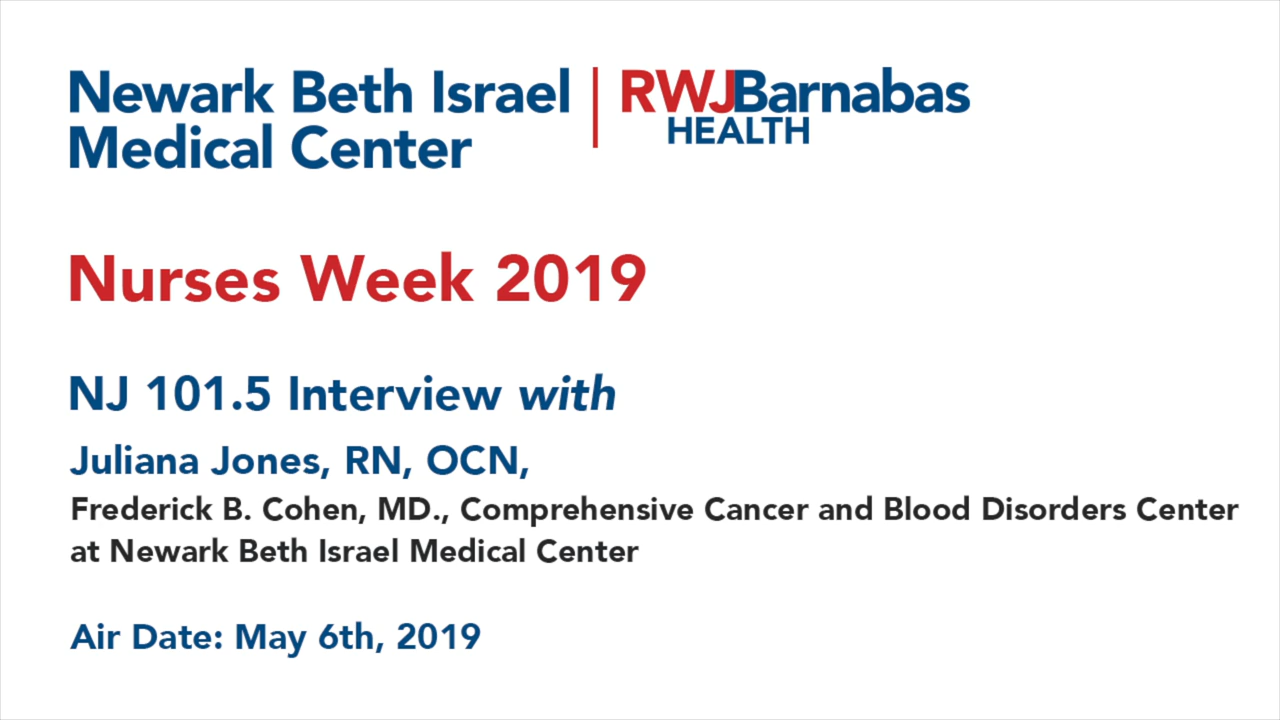 Newark Beth Israel
Medical Center
RWJBarnabas
HEALTH
Nurses Week 2019
NJ 101.5 Interview with
Juliana Jones, RN, OCN,
Frederick B. Cohen, MD., Comprehensive Cancer and Blood Disorders Center
at Newark Beth Israel Medical Center
Air Date: May 6th, 2019